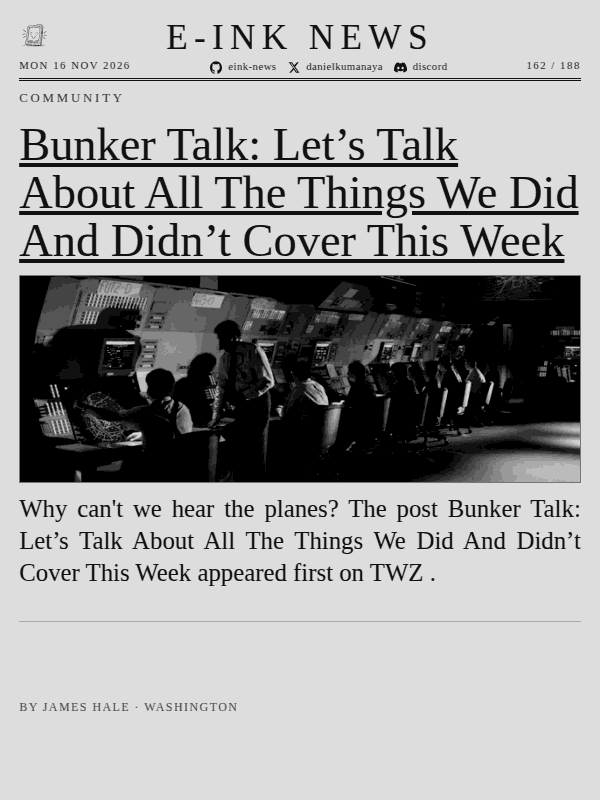 E-INK NEWS
MON 16 NOV 2026
eink-news danielkumanaya discord
162 / 188
COMMUNITY
Bunker Talk: Let’s Talk
About All The Things We Did
And Didn’t Cover This Week
Why can't we hear the planes? The post Bunker Talk:
Let’s Talk About All The Things We Did And Didn’t
Cover This Week appeared first on TWZ .
BY JAMES HALE · WASHINGTON